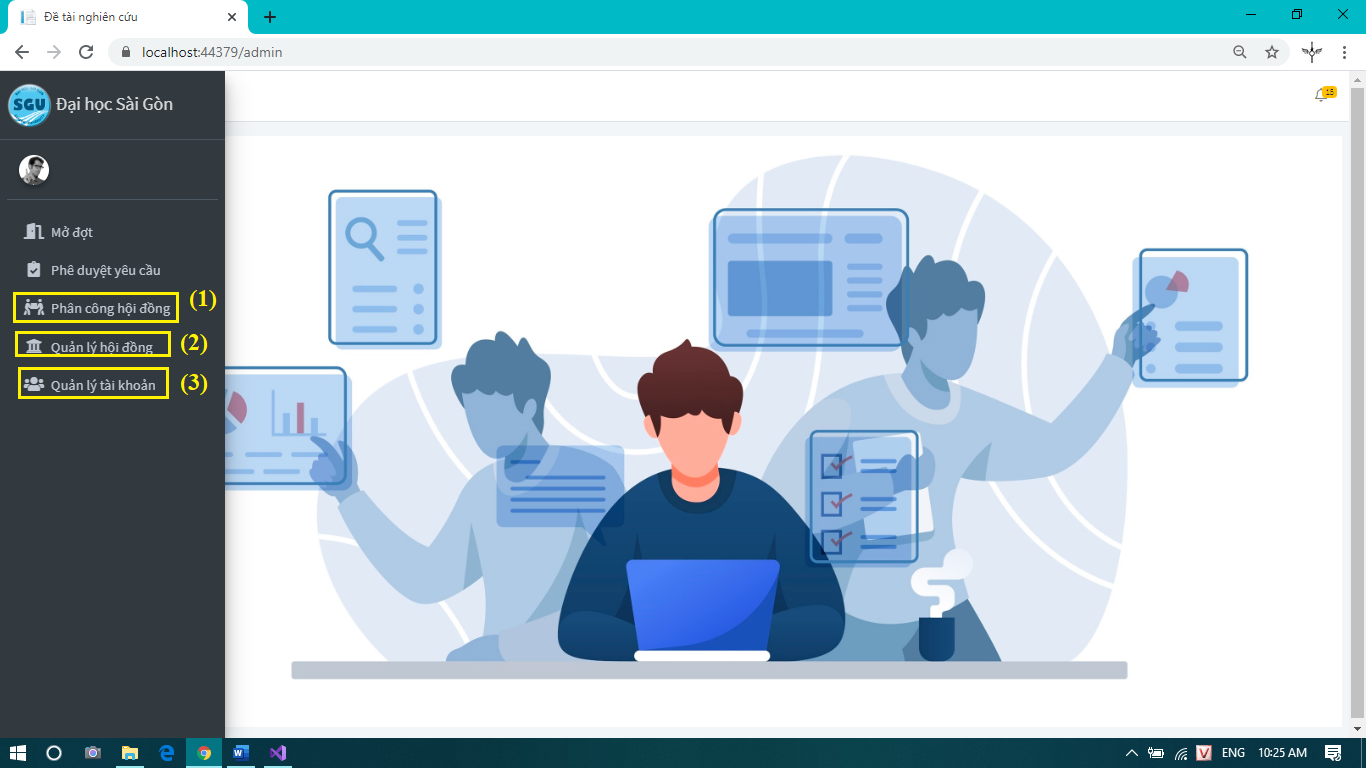 Đề tài nghiên cứu
localhost:44379/admin
SGU Đại học Sài Gòn
15
Mở đợt
Phê duyệt yêu cầu
Phân công hội đồng (1)
Quản lý hội đồng (2)
Quản lý tài khoản (3)
W V ENG 10:25 AM